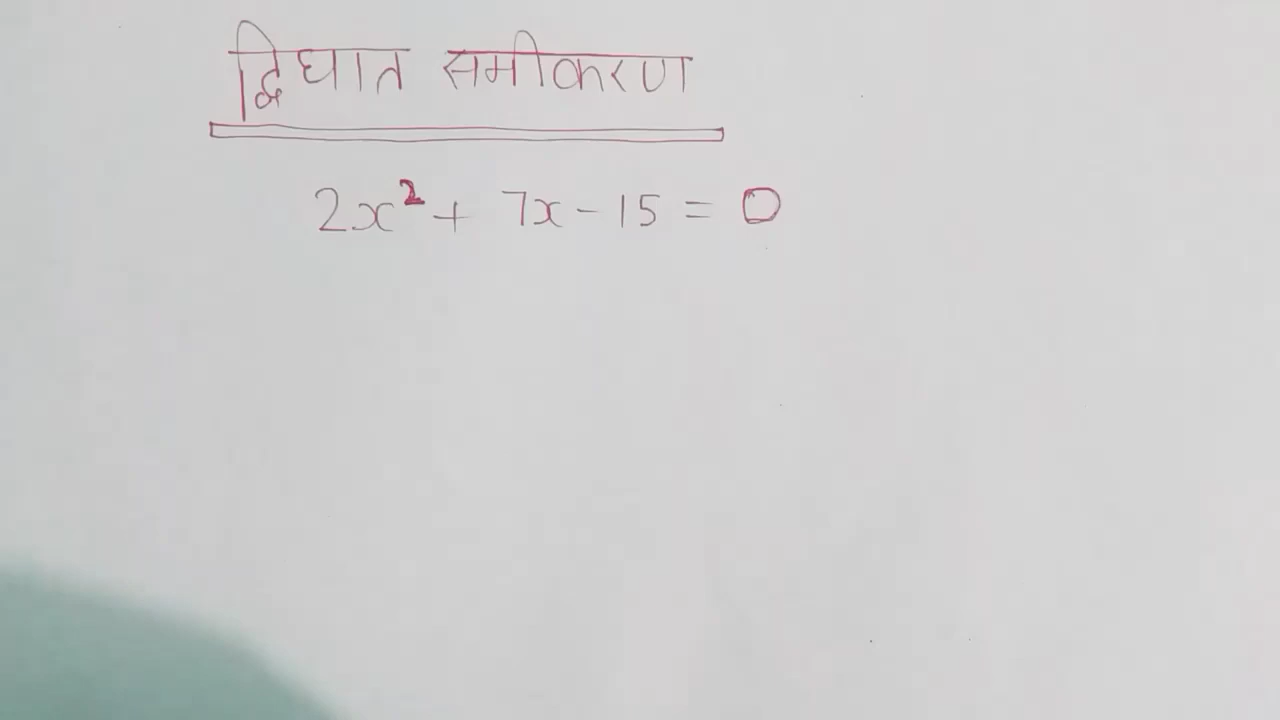 द्विघात समीकरण
2x² + 7x - 15 = 0